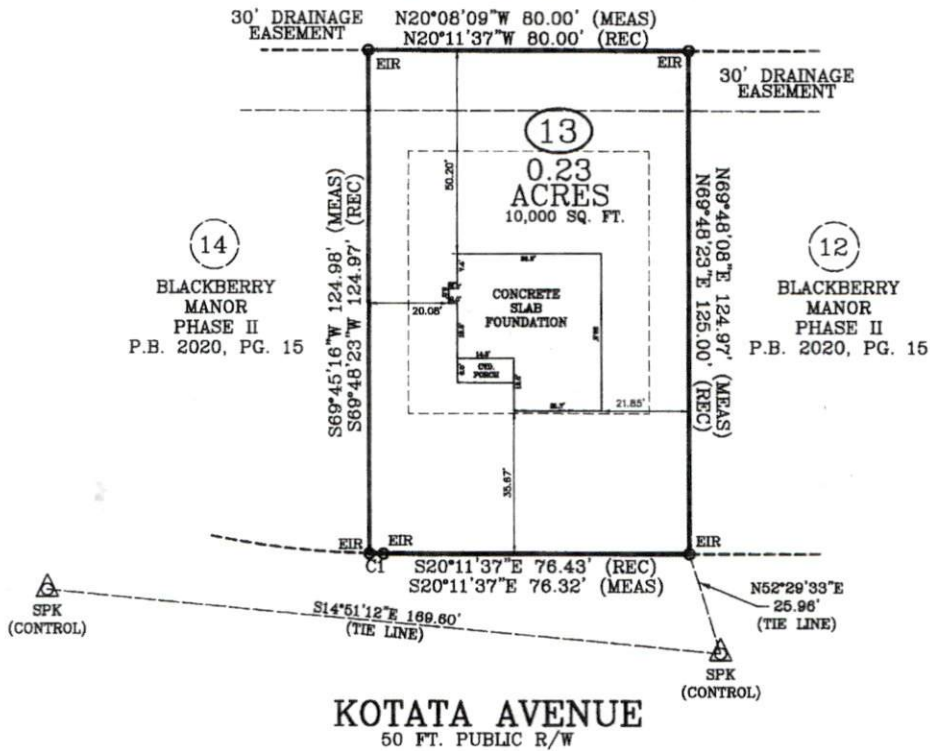 30' DRAINAGE
EASEMENT
N20°08'09"W 80.00' (MEAS)
N20°11'37"W 80.00' (REC)
EIR
EIR
30' DRAINAGE
EASEMENT
13
0.23
ACRES
10,000 SQ. FT.
50.20'
S69°45'16"W 124.98' (MEAS)
S69°48'23"W 124.97' (REC)
N69°48'08"E 124.97' (MEAS)
N69°48'23"E 125.00' (REC)
14
BLACKBERRY
MANOR
PHASE II
P.B. 2020, PG. 15
12
BLACKBERRY
MANOR
PHASE II
P.B. 2020, PG. 15
CONCRETE
SLAB
FOUNDATION
20.08'
14.0'
CVD.
PORCH
21.85'
35.67'
EIR
EIR
EIR
C1
S20°11'37"E 76.43' (REC)
S20°11'37"E 76.32' (MEAS)
N52°29'33"E
25.96'
(TIE LINE)
S14°51'12"E 169.60'
(TIE LINE)
SPK
(CONTROL)
SPK
(CONTROL)
KOTATA AVENUE
50 FT. PUBLIC R/W